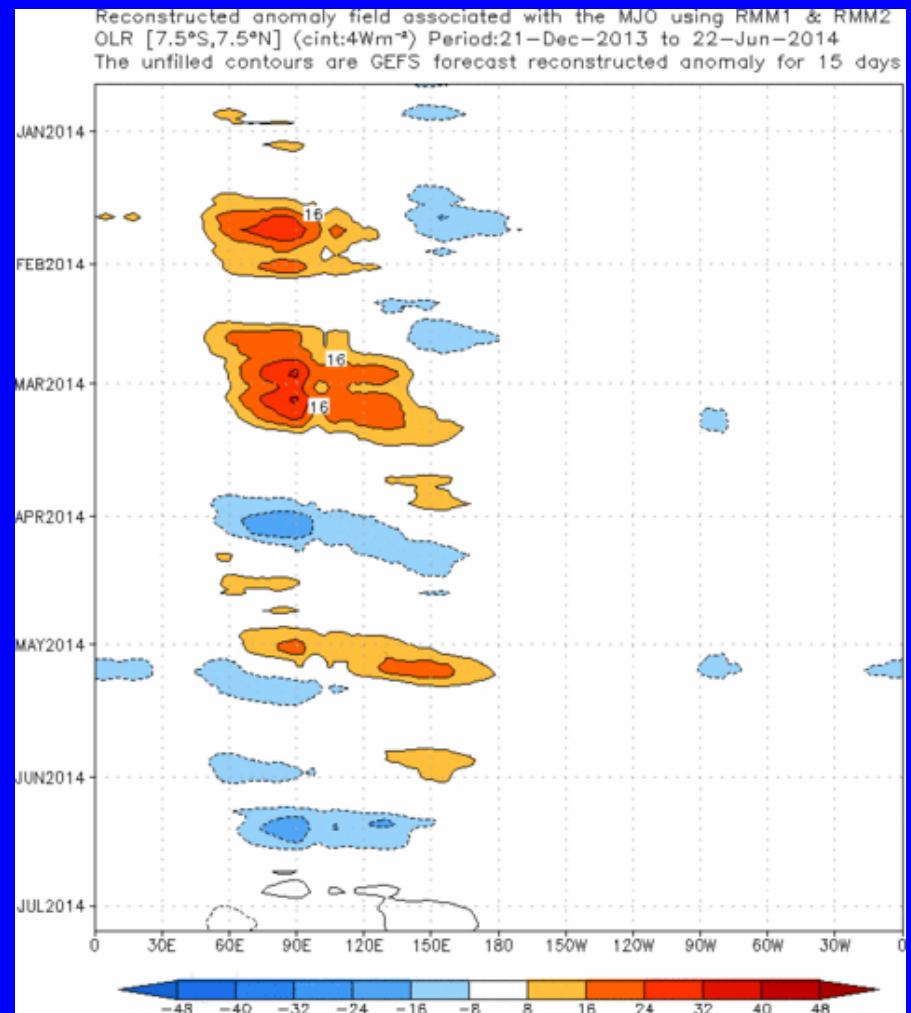 Reconstructed anomaly field associated with the MJO using RMM1 & RMM2
OLR [7.5°S,7.5°N] (cint:4Wm⁻²) Period:21-Dec-2013 to 22-Jun-2014
The unfilled contours are GEFS forecast reconstructed anomaly for 15 days
JAN2014
16
FEB2014
16
MAR2014
16
APR2014
MAY2014
JUN2014
JUL2014
0 30E 60E 90E 120E 150E 180 150W 120W 90W 60W 30W 0
-48 -40 -32 -24 -16 -8 8 16 24 32 40 48